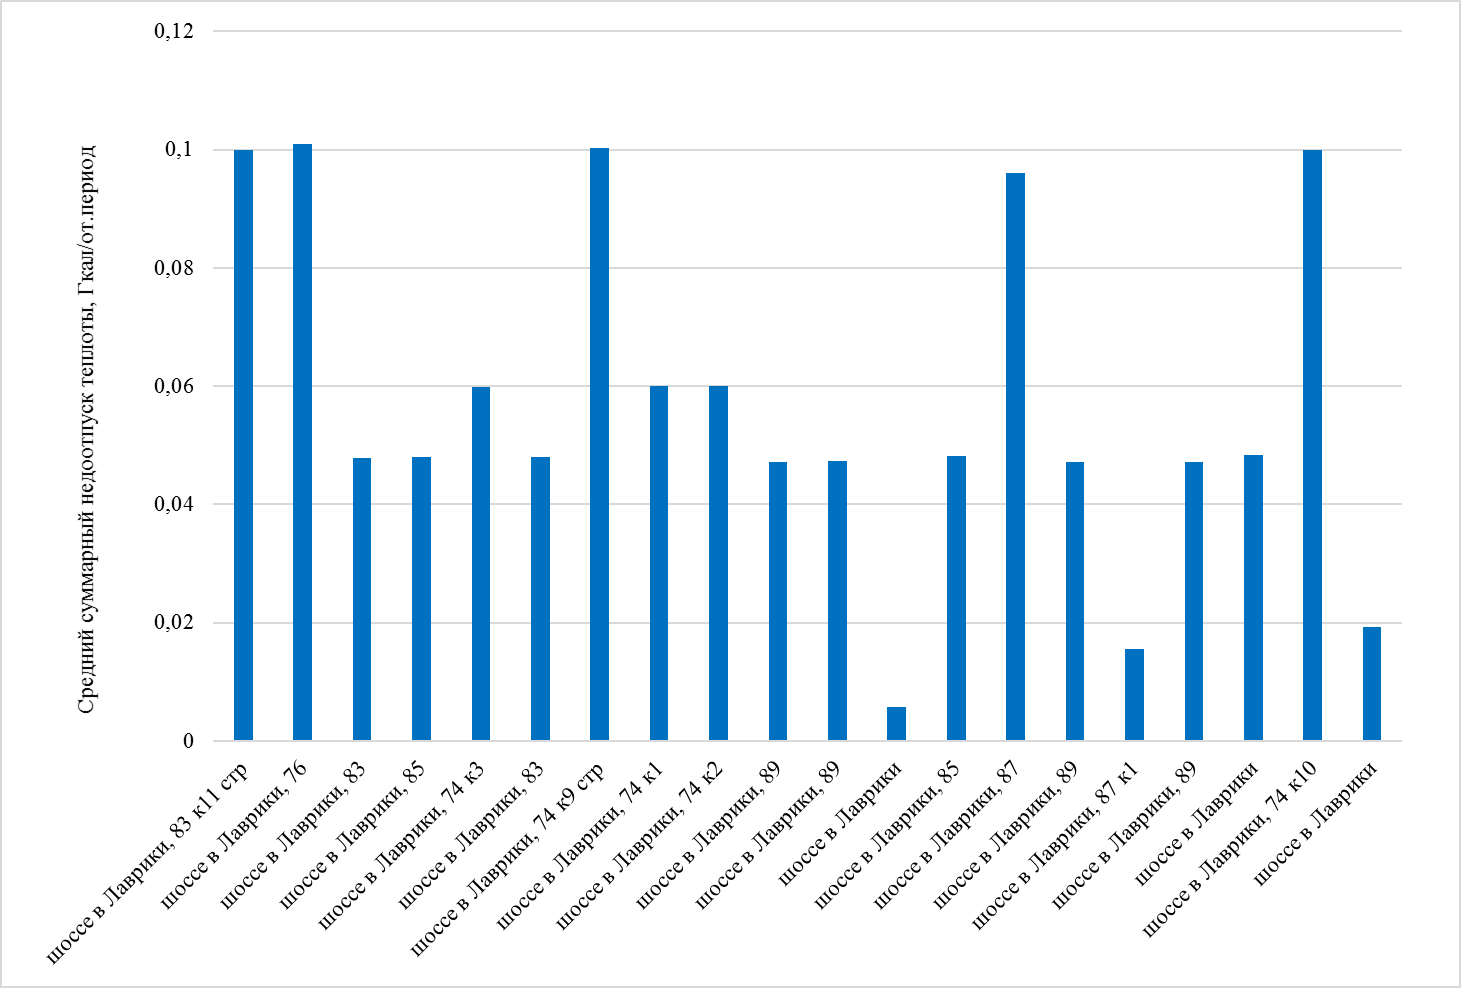 0,12
0,1
0,08
0,06
0,04
0,02
0
Средний суммарный недоотпуск теплоты, Гкал/от.период
шоссе в Лаврики, 83 к11 стр
шоссе в Лаврики, 76
шоссе в Лаврики, 83
шоссе в Лаврики, 85
шоссе в Лаврики, 74 к3
шоссе в Лаврики, 83
шоссе в Лаврики, 74 к9 стр
шоссе в Лаврики, 74 к1
шоссе в Лаврики, 74 к2
шоссе в Лаврики, 89
шоссе в Лаврики, 89
шоссе в Лаврики
шоссе в Лаврики, 85
шоссе в Лаврики, 87
шоссе в Лаврики, 89
шоссе в Лаврики, 87 к1
шоссе в Лаврики, 89
шоссе в Лаврики
шоссе в Лаврики, 74 к10
шоссе в Лаврики